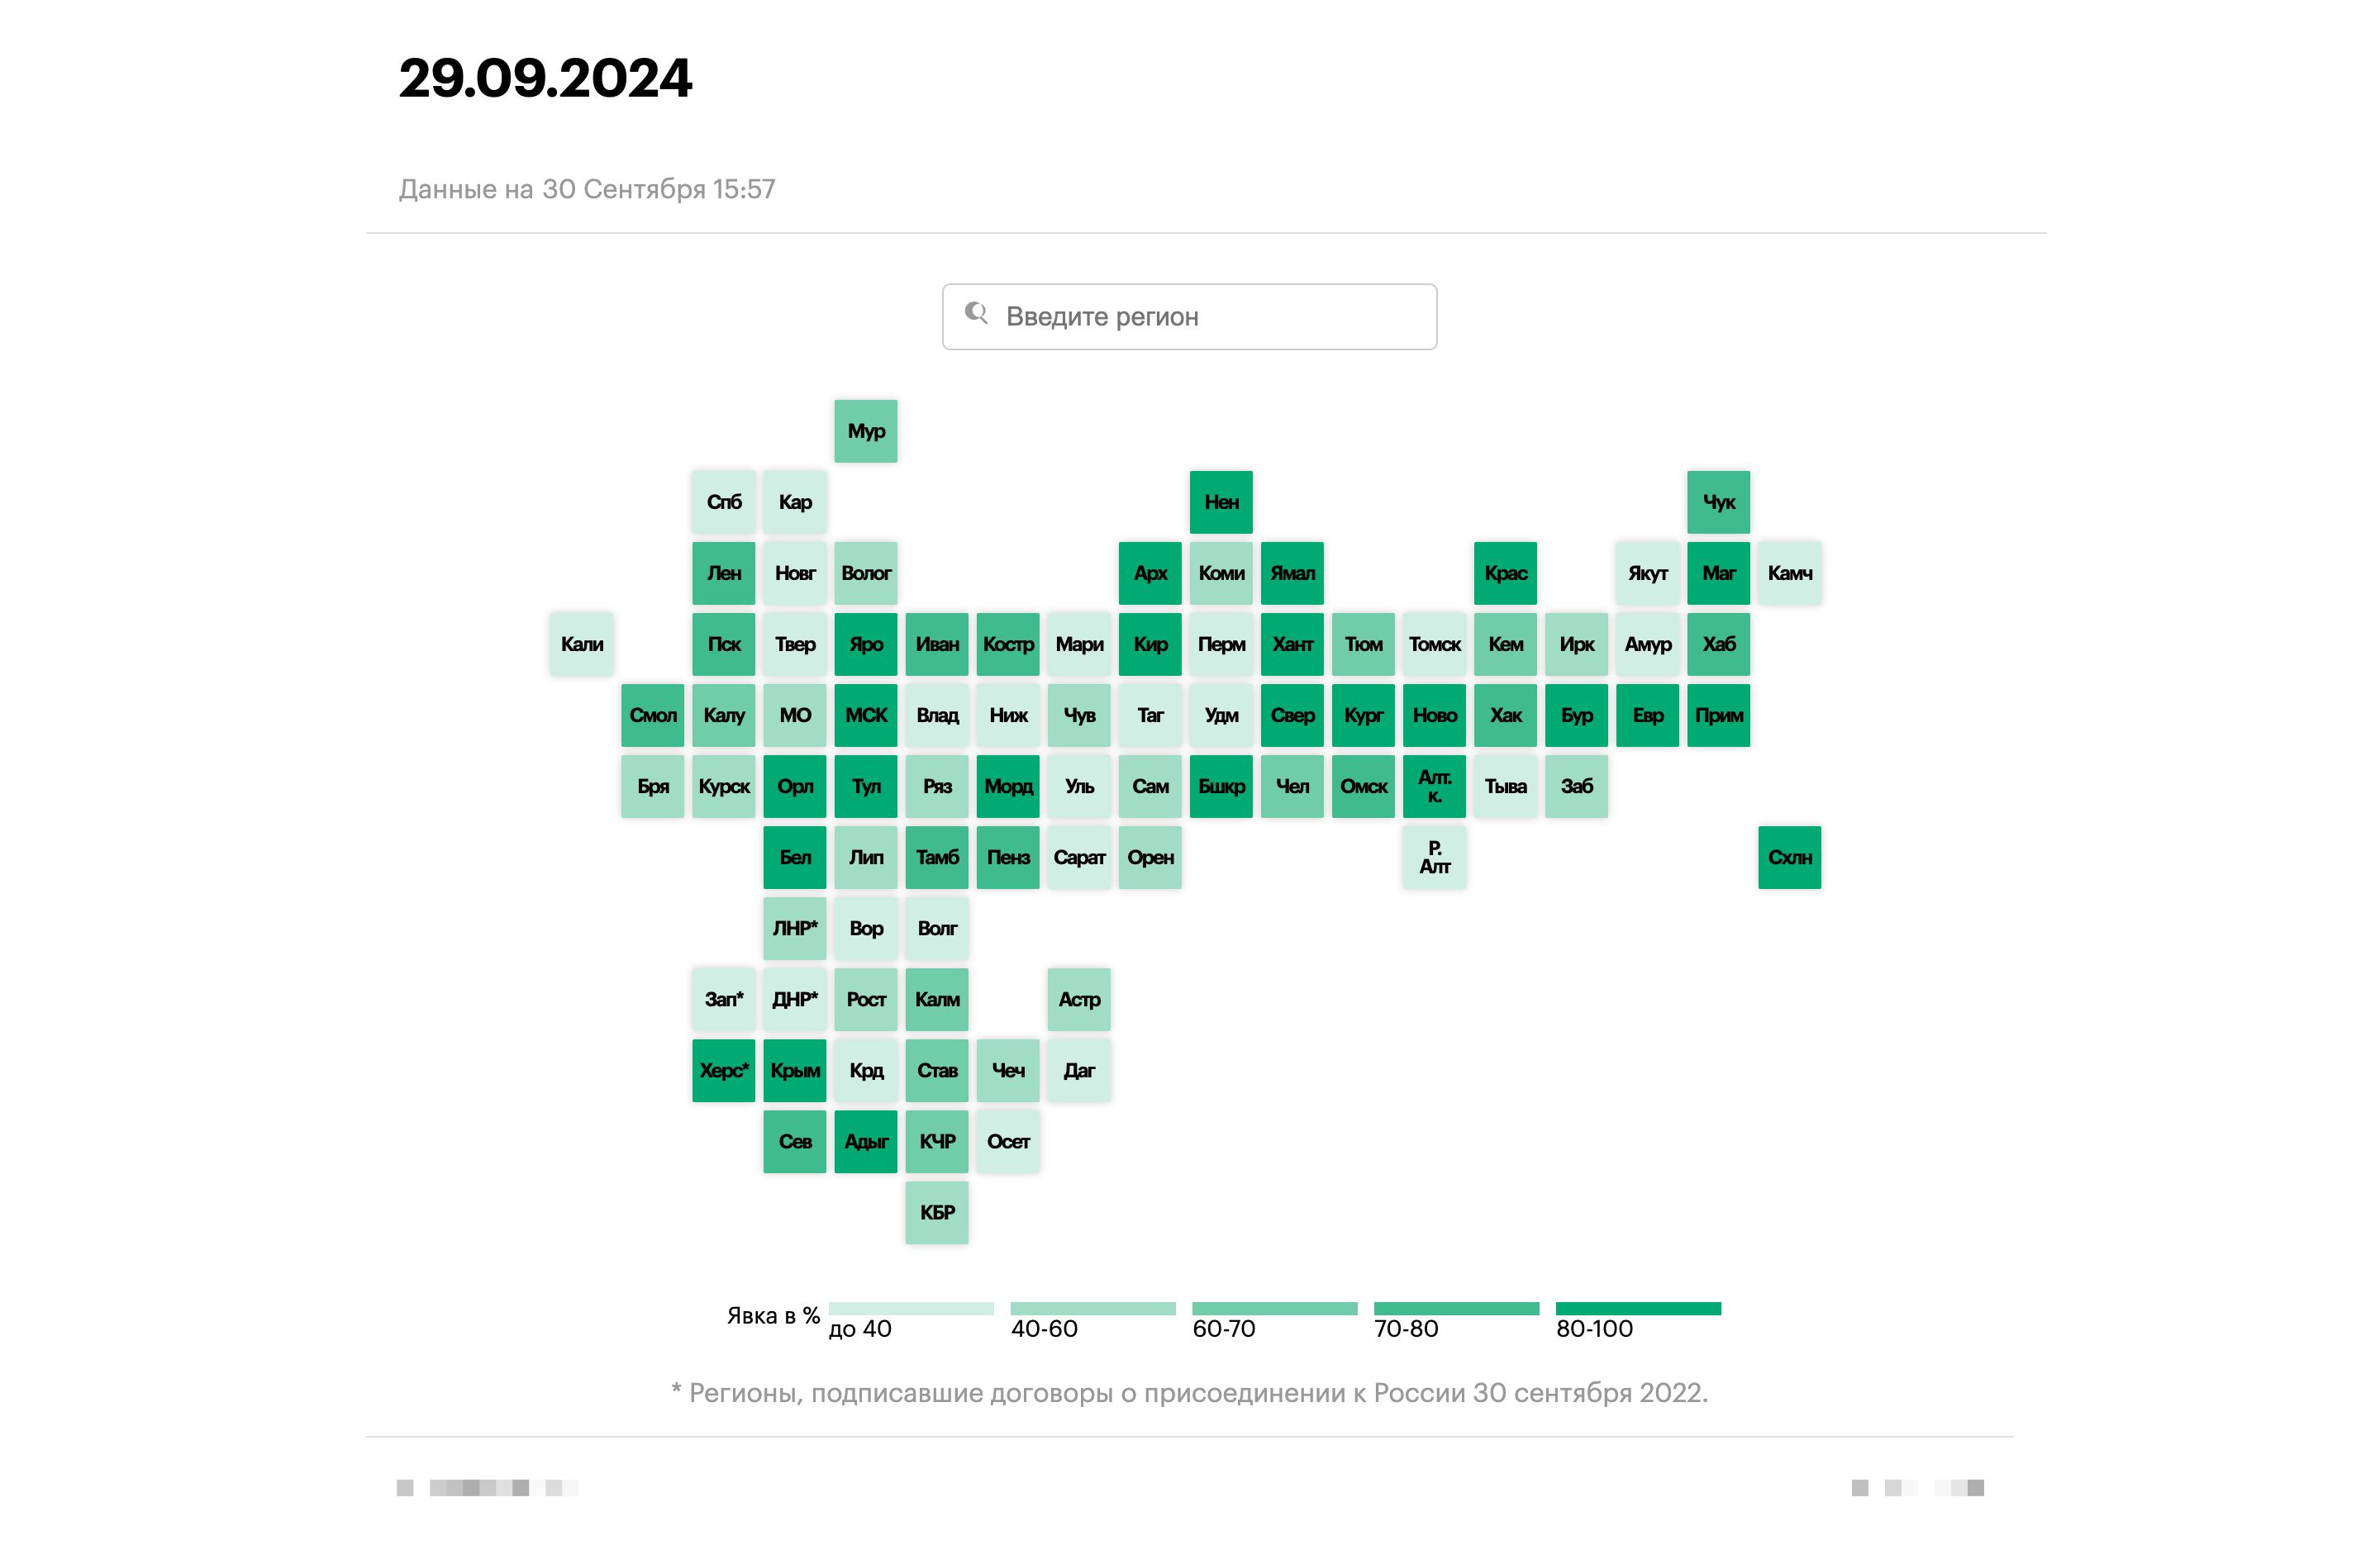 29.09.2024
Данные на 30 Сентября 15:57
Введите регион
Мур
Спб Кар Нен Чук
Лен Новг Волог Арх Коми Ямал Крас Якут Маг Камч
Кали Пск Твер Яро Иван Костр Мари Кир Перм Хант Тюм Томск Кем Ирк Амур Хаб
Смол Калу МО МСК Влад Ниж Чув Таг Удм Свер Кург Ново Хак Бур Евр Прим
Бря Курск Орл Тул Ряз Морд Уль Сам Бшкр Чел Омск Алт. к. Тыва Заб
Бел Лип Тамб Пенз Сарат Орен Р. Алт Схлн
ЛНР* Вор Волг
Зап* ДНР* Рост Калм Астр
Херс* Крым Крд Став Чеч Даг
Сев Адыг КЧР Осет
КБР
Явка в % до 40 40-60 60-70 70-80 80-100
* Регионы, подписавшие договоры о присоединении к России 30 сентября 2022.